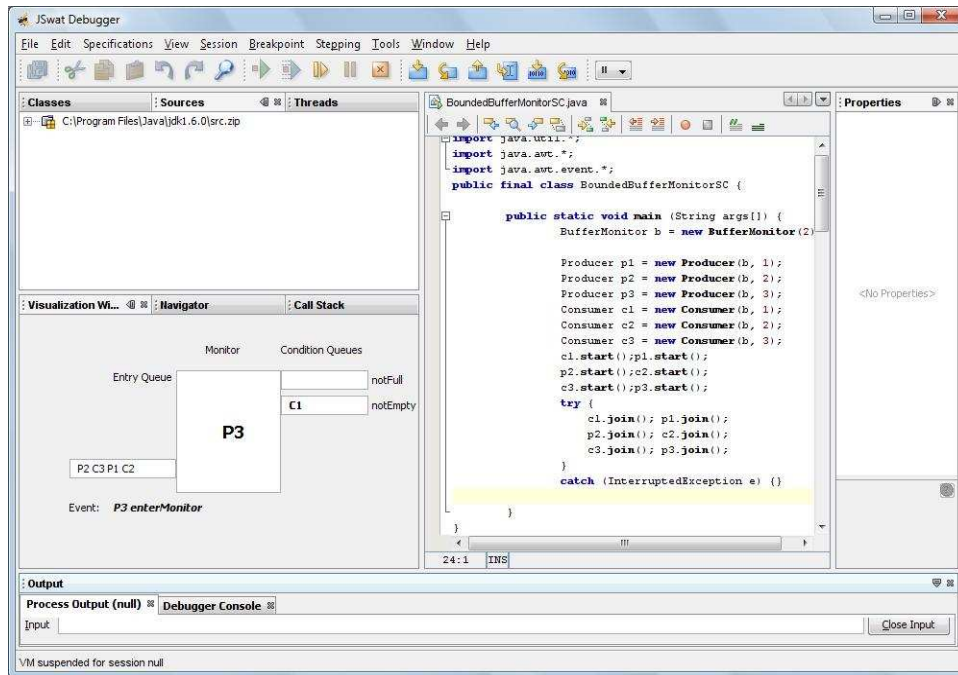 JSwat Debugger
File Edit Specifications View Session Breakpoint Stepping Tools Window Help
Classes Sources Threads
C:\Program Files\Java\jdk1.6.0\src.zip
Visualization Wi... Navigator Call Stack
Monitor Condition Queues
Entry Queue
notFull
C1 notEmpty
P3
P2 C3 P1 C2
Event: P3 enterMonitor
BoundedBufferMonitorSC.java
import java.util.*;
import java.awt.*;
import java.awt.event.*;
public final class BoundedBufferMonitorSC {
public static void main (String args[]) {
BufferMonitor b = new BufferMonitor(2)
Producer p1 = new Producer(b, 1);
Producer p2 = new Producer(b, 2);
Producer p3 = new Producer(b, 3);
Consumer c1 = new Consumer(b, 1);
Consumer c2 = new Consumer(b, 2);
Consumer c3 = new Consumer(b, 3);
c1.start();p1.start();
p2.start();c2.start();
c3.start();p3.start();
try {
c1.join(); p1.join();
p2.join(); c2.join();
c3.join(); p3.join();
}
catch (InterruptedException e) {}
}
}
24:1 INS
Properties
<No Properties>
Output
Process Output (null) Debugger Console
Input Close Input
VM suspended for session null